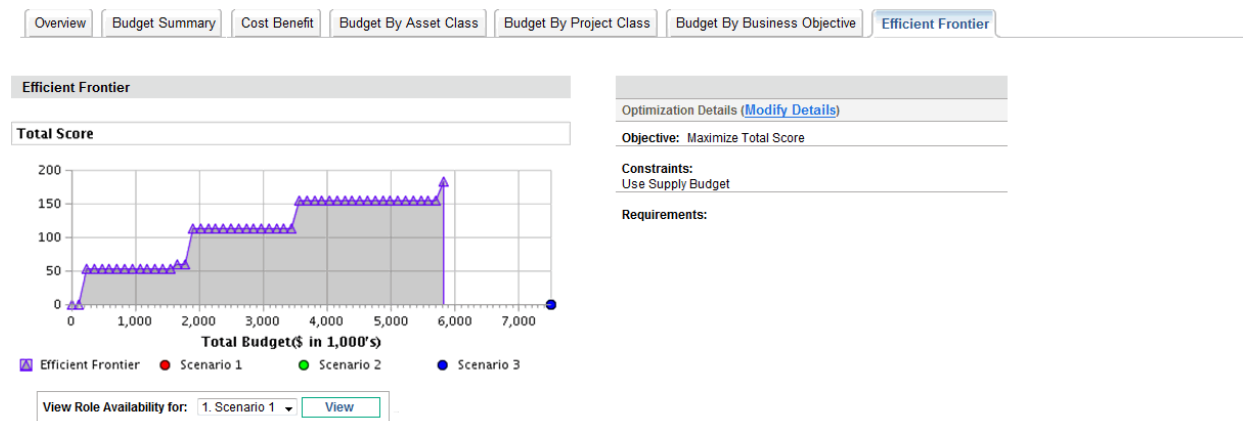 Overview Budget Summary Cost Benefit Budget By Asset Class Budget By Project Class Budget By Business Objective Efficient Frontier
Efficient Frontier
Total Score
200
150
100
50
0
0 1,000 2,000 3,000 4,000 5,000 6,000 7,000
Total Budget($ in 1,000's)
Efficient Frontier Scenario 1 Scenario 2 Scenario 3
View Role Availability for: 1. Scenario 1 View
Optimization Details (Modify Details)
Objective: Maximize Total Score
Constraints:
Use Supply Budget
Requirements: